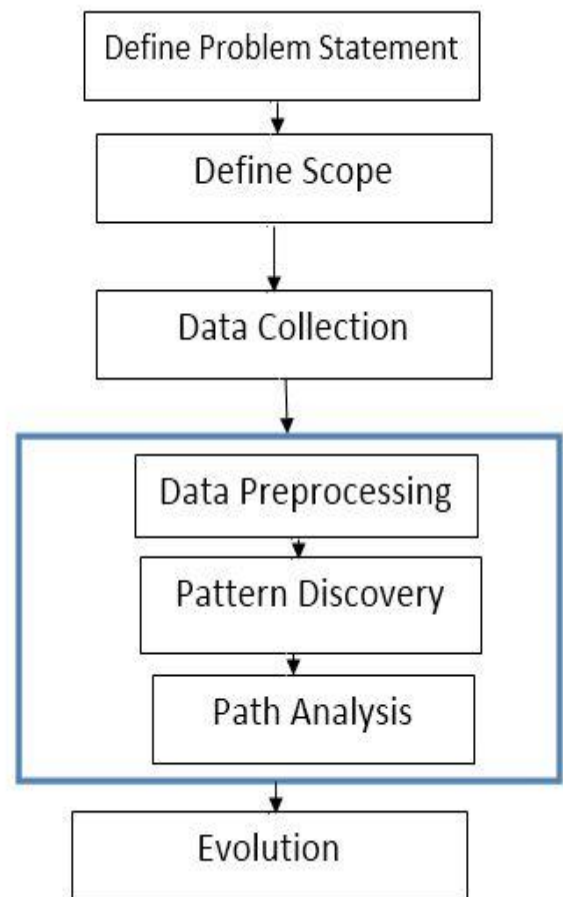 Define Problem Statement
Define Scope
Data Collection
Data Preprocessing
Pattern Discovery
Path Analysis
Evolution